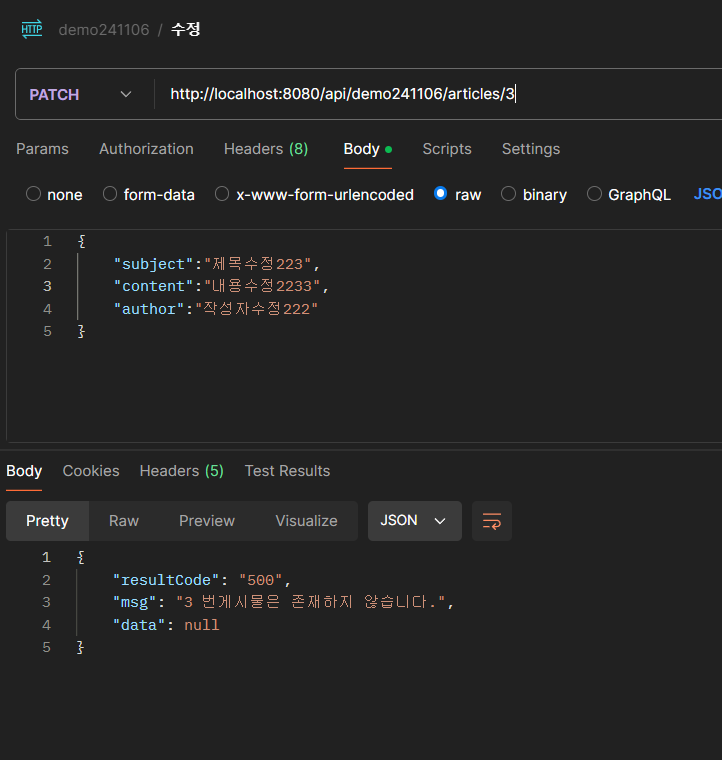 HTTP demo241106 / 수정
PATCH http://localhost:8080/api/demo241106/articles/3
Params Authorization Headers (8) Body Scripts Settings
none form-data x-www-form-urlencoded raw binary GraphQL JSO
1 {
2 "subject":"제목수정223",
3 "content":"내용수정2233",
4 "author":"작성자수정222"
5 }
Body Cookies Headers (5) Test Results
Pretty Raw Preview Visualize JSON
1 {
2 "resultCode": "500",
3 "msg": "3 번게시물은 존재하지 않습니다.",
4 "data": null
5 }